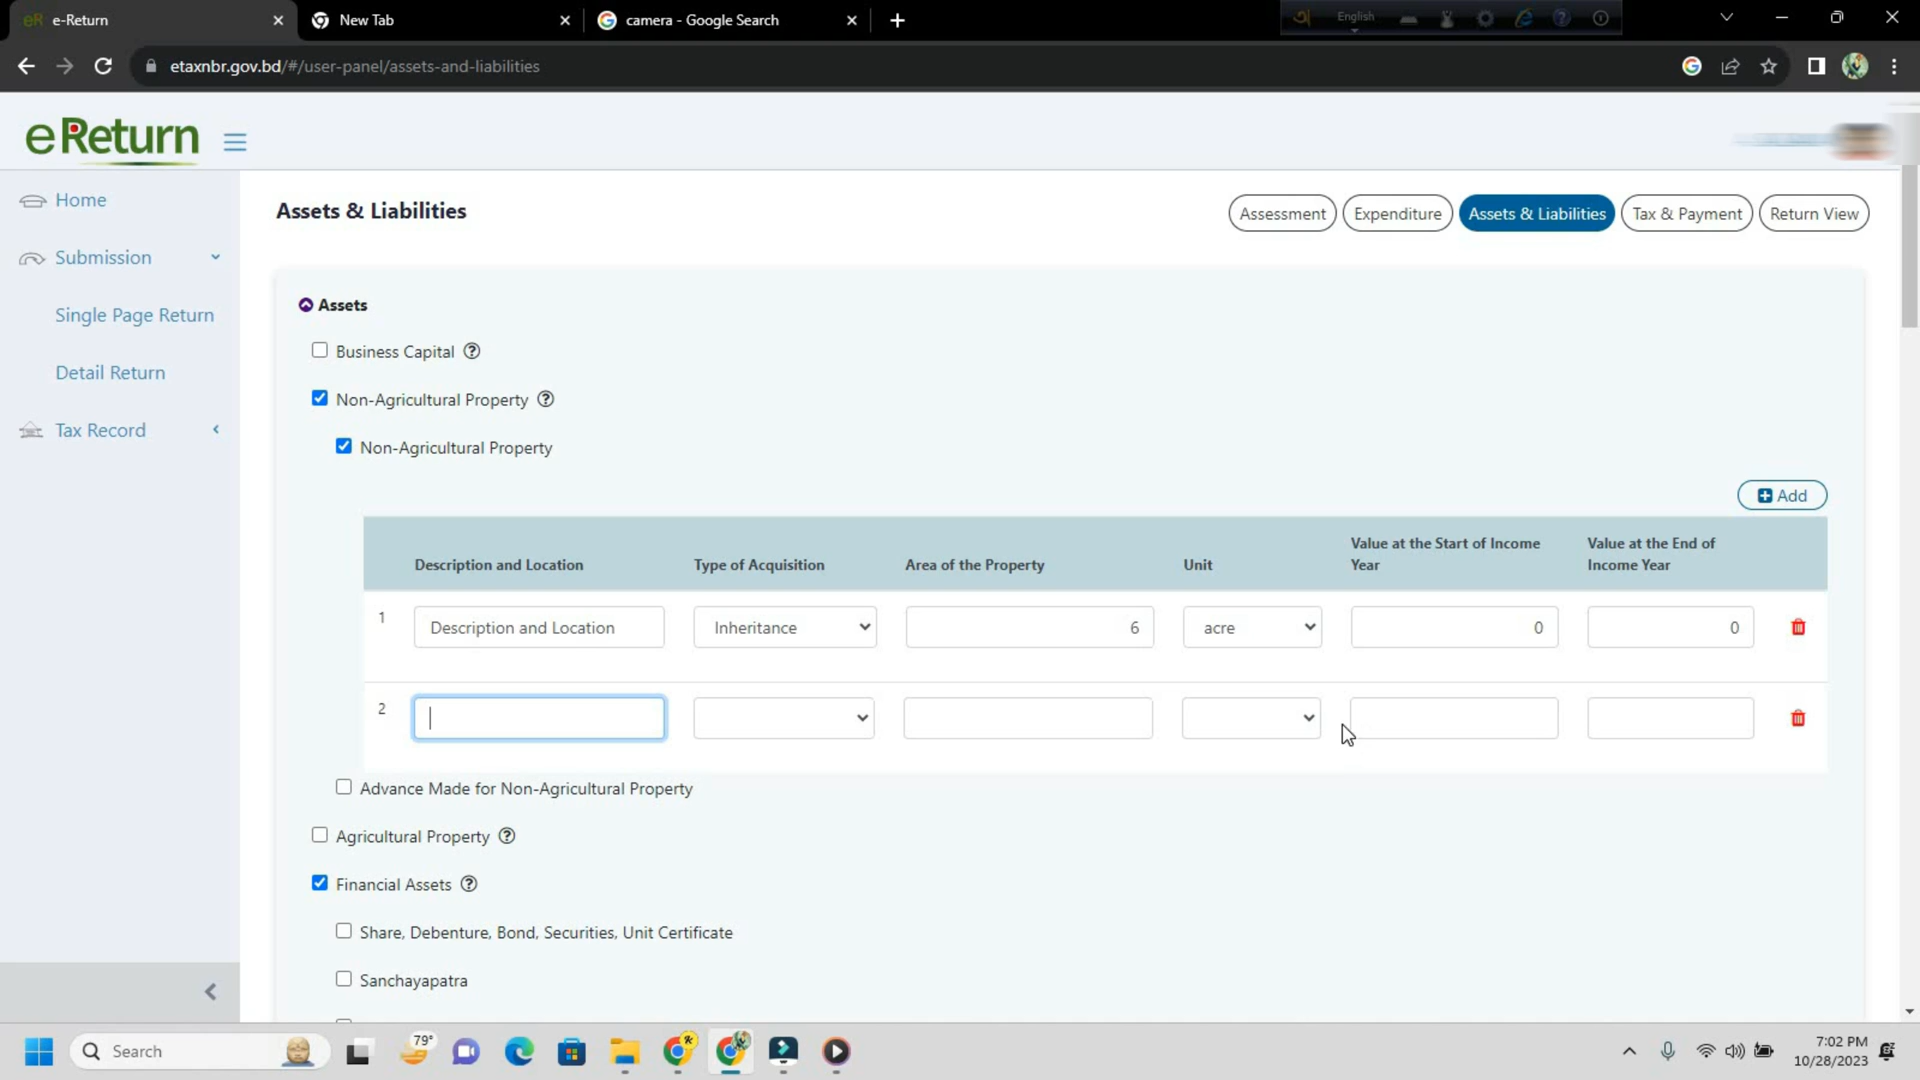 e-Return
New Tab
camera - Google Search
English
etaxnbr.gov.bd/#/user-panel/assets-and-liabilities
eReturn
Home
Submission
Single Page Return
Detail Return
Tax Record
Assets & Liabilities
Assessment
Expenditure
Assets & Liabilities
Tax & Payment
Return View
Assets
Business Capital
Non-Agricultural Property
Non-Agricultural Property
Add
Description and Location
Type of Acquisition
Area of the Property
Unit
Value at the Start of Income
Year
Value at the End of
Income Year
1
Description and Location
Inheritance
6
acre
0
0
2
Advance Made for Non-Agricultural Property
Agricultural Property
Financial Assets
Share, Debenture, Bond, Securities, Unit Certificate
Sanchayapatra
Search
79°
7:02 PM
10/28/2023